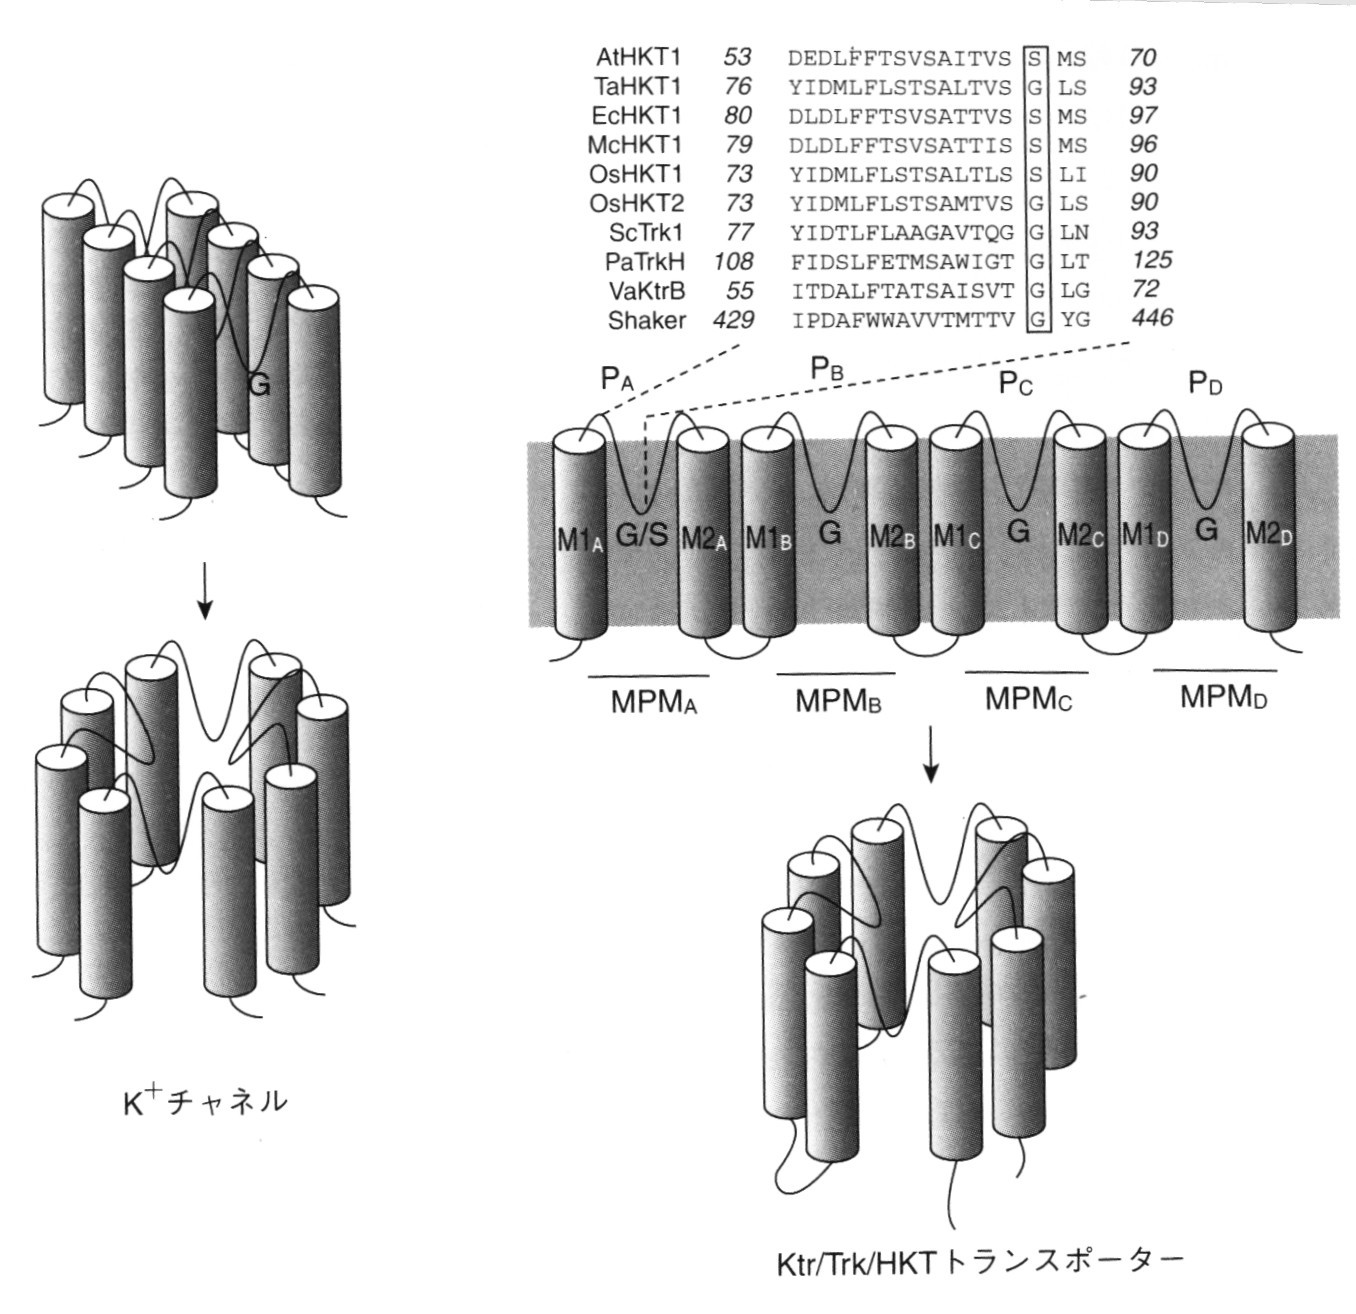 AtHKT1 53 DEDLFFTSVSAITVS S MS 70
TaHKT1 76 YIDMLFLSTSALTVS G LS 93
EcHKT1 80 DLDLFFTSVSATTVS S MS 97
McHKT1 79 DLDLFFTSVSATTIS S MS 96
OsHKT1 73 YIDMLFLSTSALTLS S LI 90
OsHKT2 73 YIDMLFLSTSAMTVS G LS 90
ScTrk1 77 YIDTLFLAAGAVTQG G LN 93
PaTrkH 108 FIDSLFETMSAWIGT G LT 125
VaKtrB 55 ITDALFTATSAISVT G LG 72
Shaker 429 IPDAFWWAVVTMTTV G YG 446
PA PB PC PD
G
M1A G/S M2A M1B G M2B M1C G M2C M1D G M2D
MPMA MPMB MPMC MPMD
K+チャネル
Ktr/Trk/HKTトランスポーター